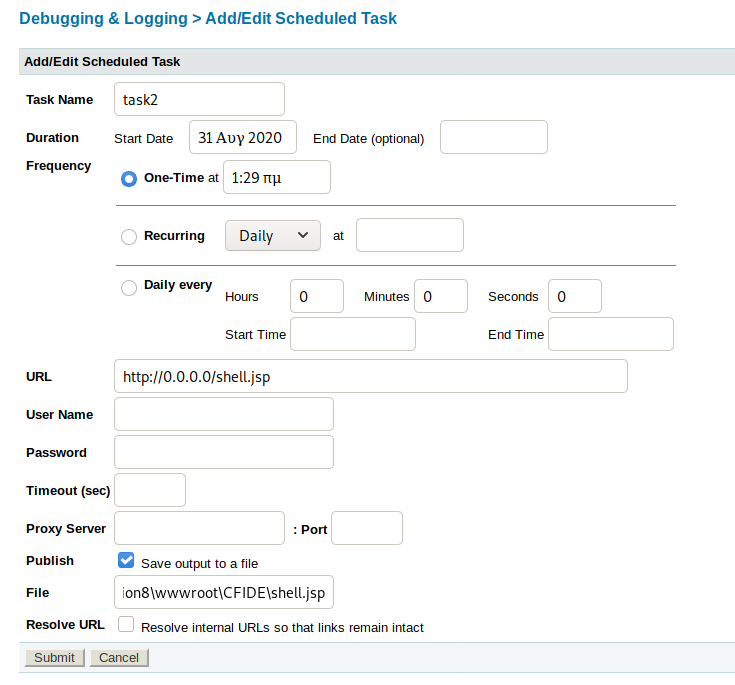 Debugging & Logging > Add/Edit Scheduled Task
Add/Edit Scheduled Task
Task Name task2
Duration Start Date 31 Αυγ 2020 End Date (optional)
Frequency
One-Time at 1:29 πμ
Recurring Daily at
Daily every
Hours 0 Minutes 0 Seconds 0
Start Time End Time
URL http://0.0.0.0/shell.jsp
User Name
Password
Timeout (sec)
Proxy Server : Port
Publish Save output to a file
File ion8\wwwroot\CFIDE\shell.jsp
Resolve URL Resolve internal URLs so that links remain intact
Submit Cancel